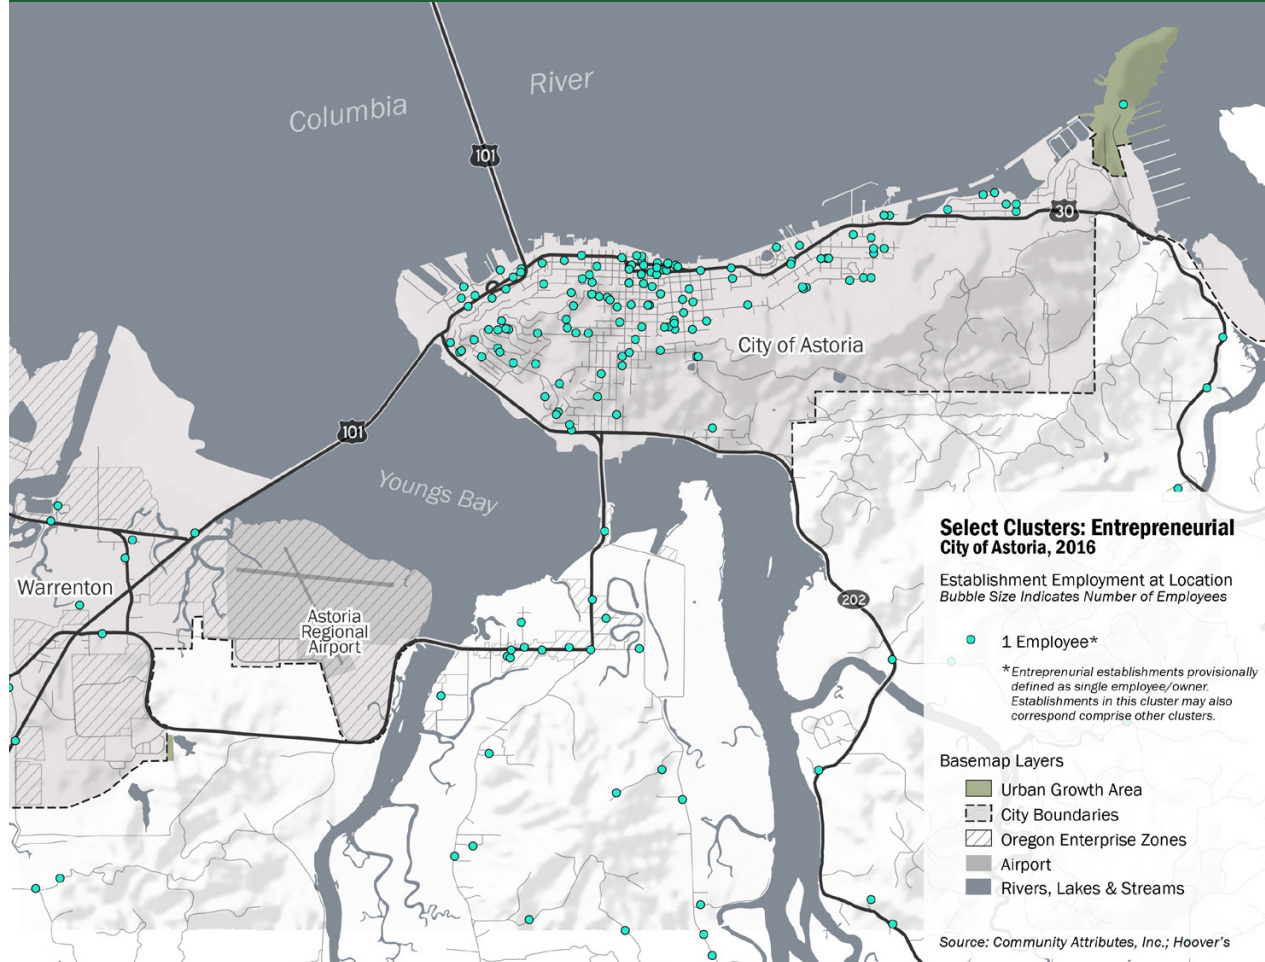 Columbia
River
101
30
City of Astoria
101
Youngs Bay
Warrenton
Astoria
Regional
Airport
202
Select Clusters: Entrepreneurial
City of Astoria, 2016
Establishment Employment at Location
Bubble Size Indicates Number of Employees
1 Employee*
*Entreprenurial establishments provisionally
defined as single employee/owner.
Establishments in this cluster may also
correspond comprise other clusters.
Basemap Layers
Urban Growth Area
City Boundaries
Oregon Enterprise Zones
Airport
Rivers, Lakes & Streams
Source: Community Attributes, Inc.; Hoover's